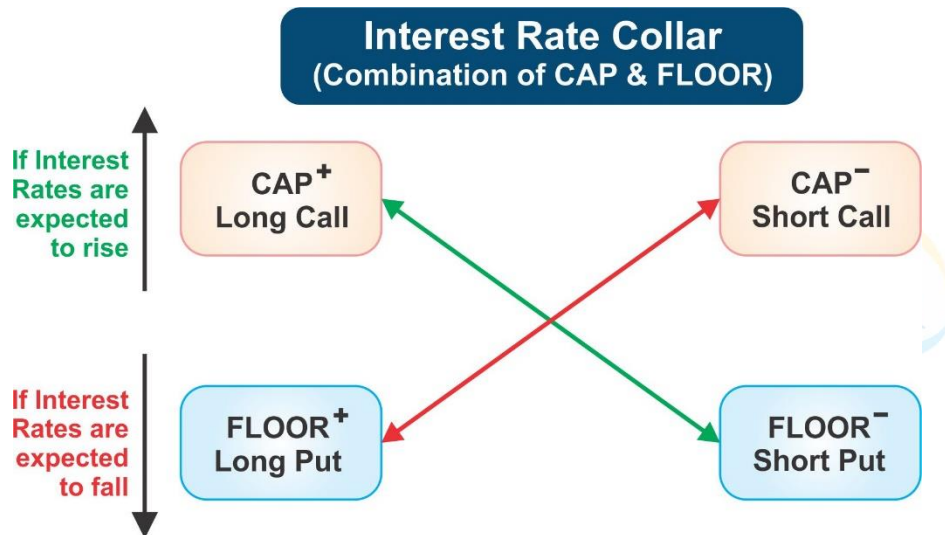 Interest Rate Collar
(Combination of CAP & FLOOR)
If Interest
Rates are
expected
to rise
CAP+
Long Call
CAP−
Short Call
If Interest
Rates are
expected
to fall
FLOOR+
Long Put
FLOOR−
Short Put